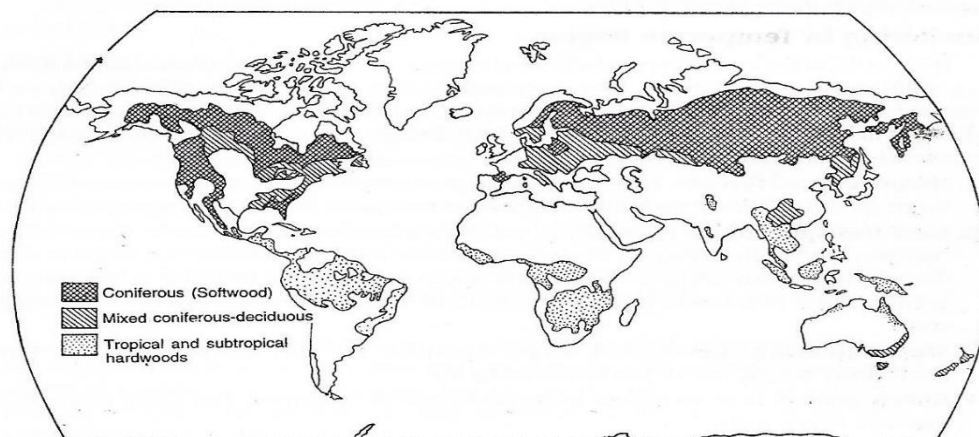 Coniferous (Softwood)
Mixed coniferous-deciduous
Tropical and subtropical
hardwoods